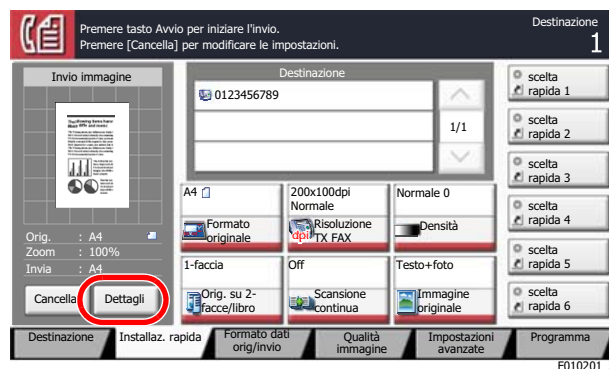 Premere tasto Avvio per iniziare l'invio.
Premere [Cancella] per modificare le impostazioni.
Destinazione
1
Invio immagine
Orig. : A4
Zoom : 100%
Invia : A4
Cancella
Dettagli
Destinazione
0123456789
1/1
A4
Formato
originale
200x100dpi
Normale
dpi
Risoluzione
TX FAX
Normale 0
Densità
1-faccia
Orig. su 2-
facce/libro
Off
Scansione
continua
Testo+foto
Immagine
originale
scelta
rapida 1
scelta
rapida 2
scelta
rapida 3
scelta
rapida 4
scelta
rapida 5
scelta
rapida 6
Destinazione
Installaz. rapida
Formato dati
orig/invio
Qualità
immagine
Impostazioni
avanzate
Programma
F010201